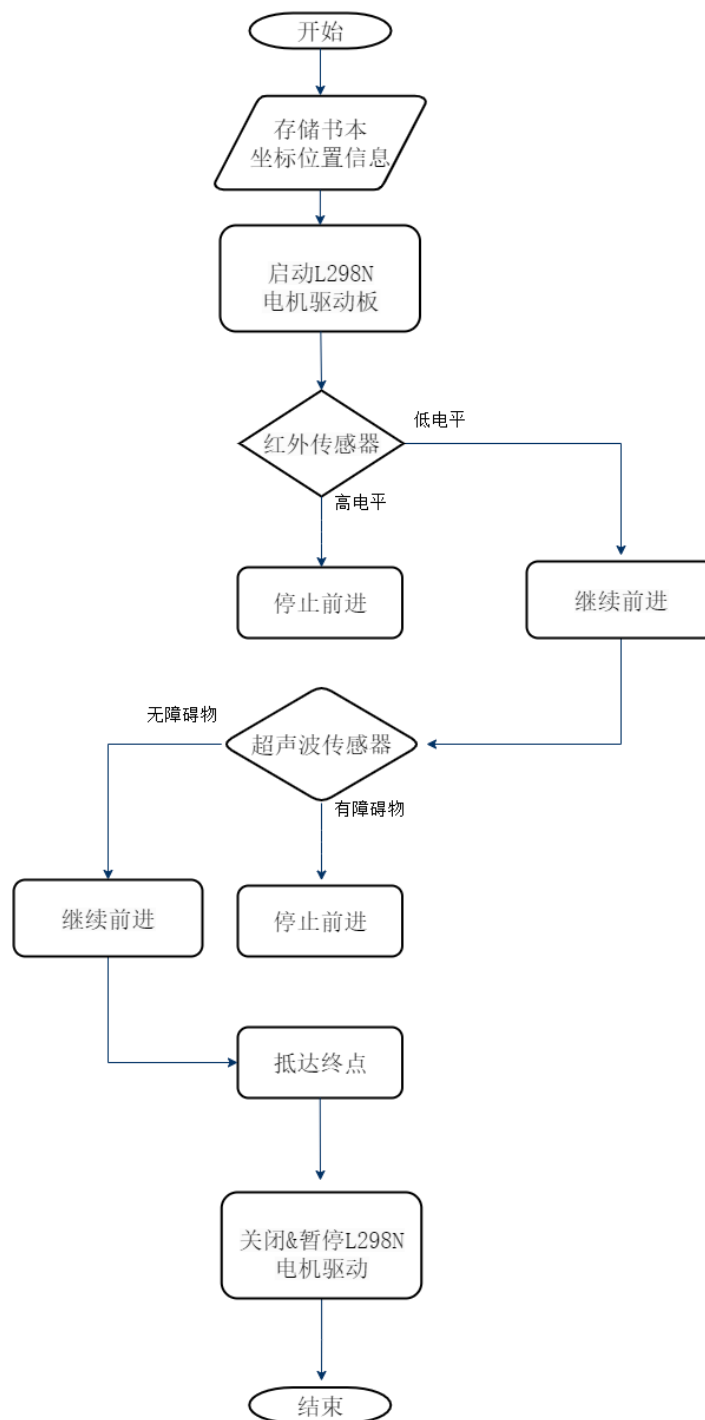 开始
存储书本
坐标位置信息
启动L298N
电机驱动板
低电平
红外传感器
高电平
停止前进
继续前进
无障碍物
超声波传感器
有障碍物
继续前进
停止前进
抵达终点
关闭&暂停L298N
电机驱动
结束